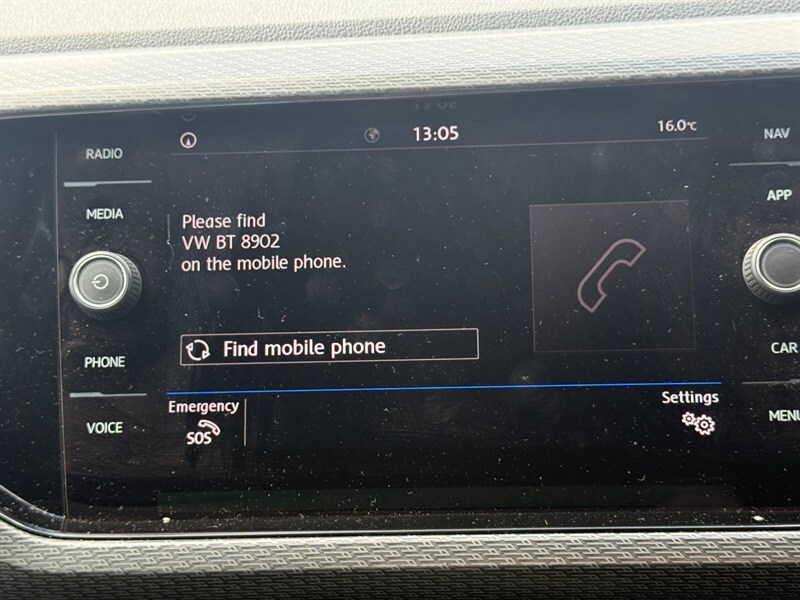 13:05
16.0°C
RADIO
MEDIA
PHONE
VOICE
Please find
VW BT 8902
on the mobile phone.
Find mobile phone
Emergency
SOS
Settings
NAV
APP
CAR
MENU